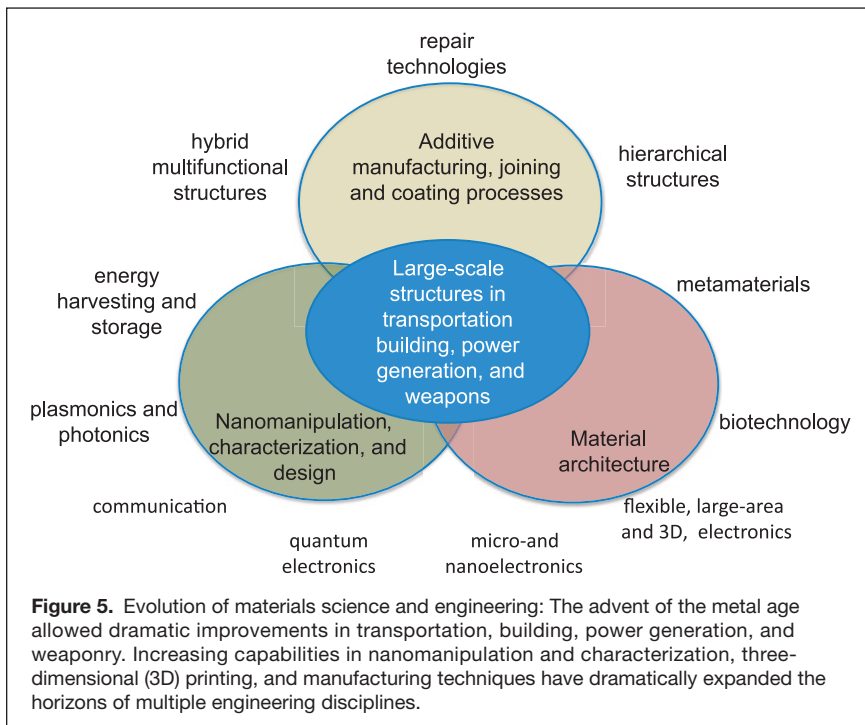 repair
technologies
hybrid
multifunctional
structures
Additive
manufacturing, joining
and coating processes
hierarchical
structures
energy
harvesting and
storage
Large-scale
structures in
transportation
building, power
generation, and
weapons
metamaterials
plasmonics and
photonics
Nanomanipulation,
characterization, and
design
Material
architecture
biotechnology
communication
flexible, large-area
and 3D,  electronics
quantum
electronics
micro-and
nanoelectronics
Figure 5. Evolution of materials science and engineering: The advent of the metal age
allowed dramatic improvements in transportation, building, power generation, and
weaponry. Increasing capabilities in nanomanipulation and characterization, three-
dimensional (3D) printing, and manufacturing techniques have dramatically expanded the
horizons of multiple engineering disciplines.